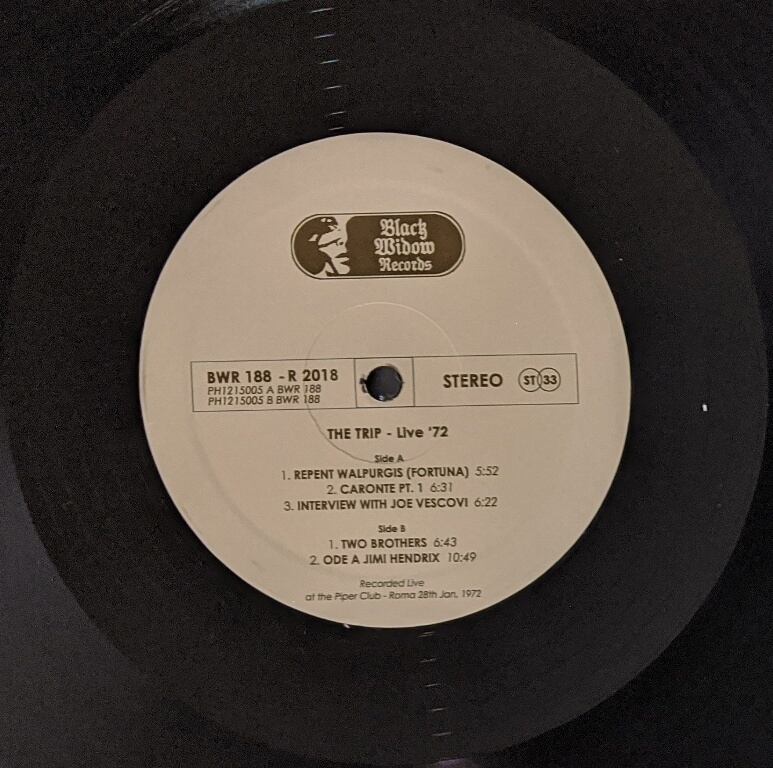 Black
Widow
Records
BWR 188 - R 2018
PH1215005 A BWR 188
PH1215005 B BWR 188
STEREO
ST 33
THE TRIP - Live '72
Side A
1. REPENT WALPURGIS (FORTUNA) 5:52
2. CARONTE PT. 1 6:31
3. INTERVIEW WITH JOE VESCOVI 6:22
Side B
1. TWO BROTHERS 6:43
2. ODE A JIMI HENDRIX 10:49
Recorded Live
at the Piper Club - Roma 28th Jan. 1972